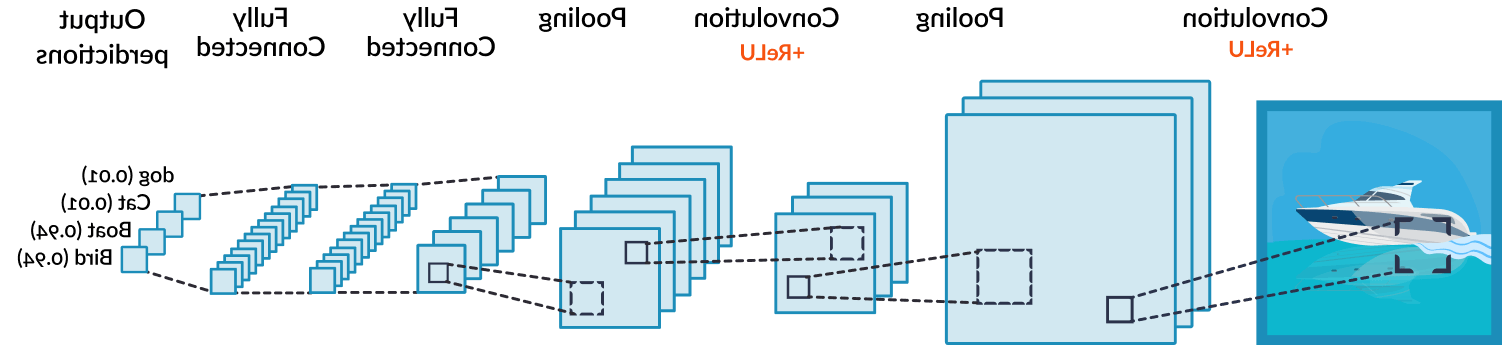 Convolution
+ReLU
Pooling
Convolution
+ReLU
Pooling
Fully
Connected
Fully
Connected
Output
perdictions
dog (0.01)
Cat (0.01)
Boat (0.94)
Bird (0.94)